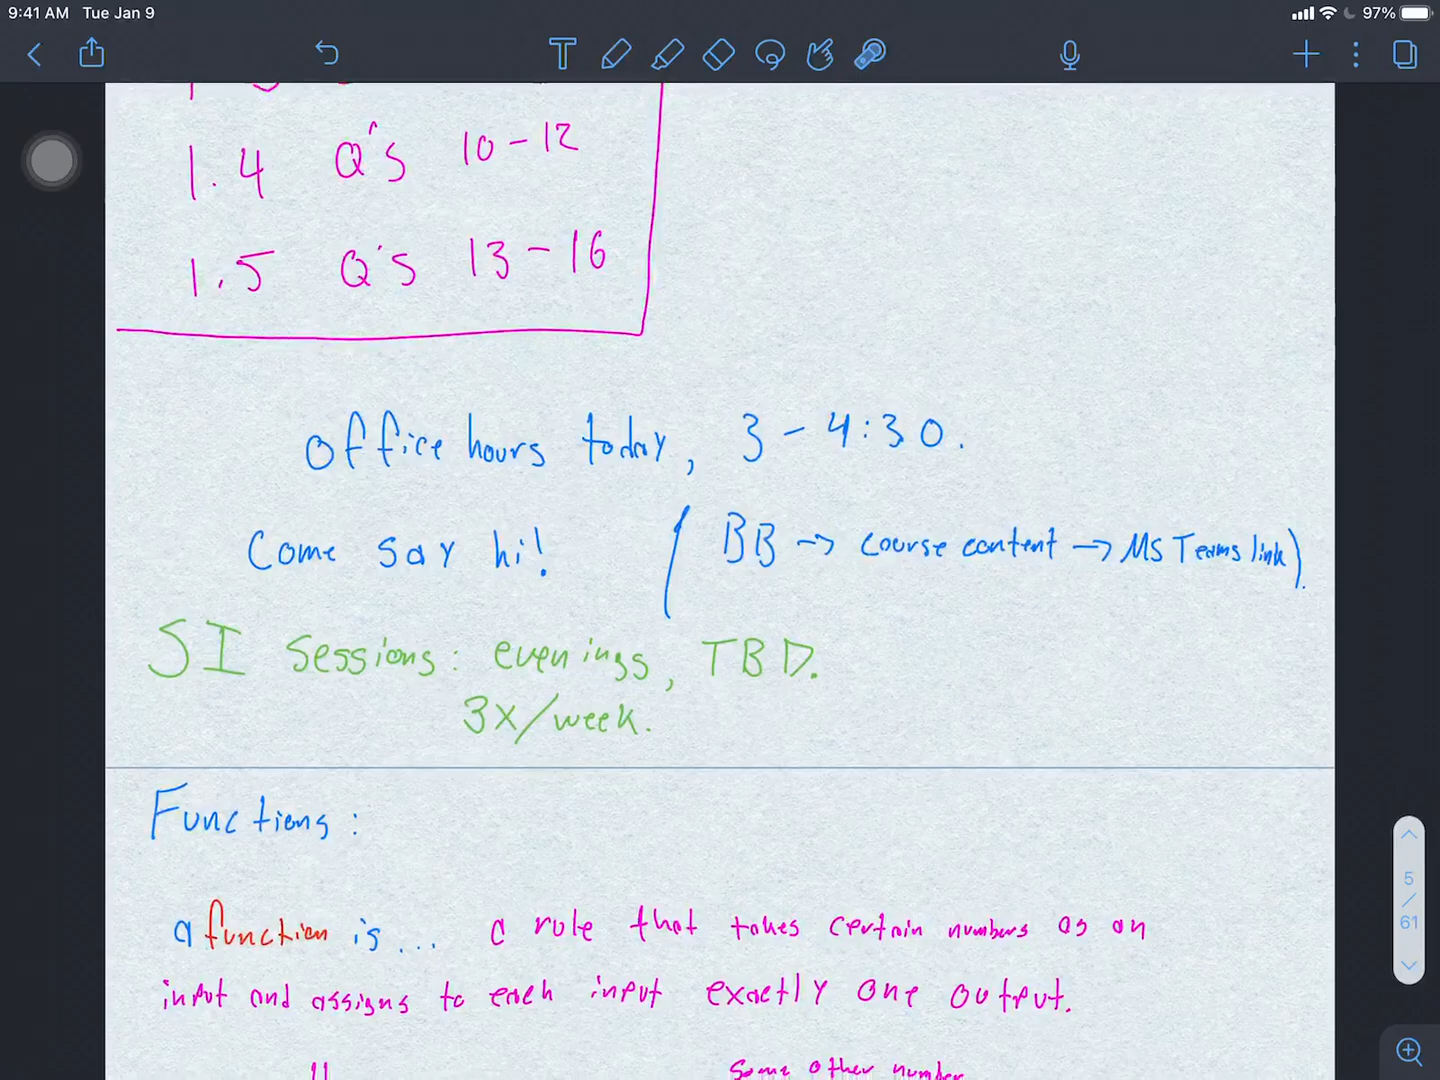 9:41 AM Tue Jan 9
97%
1.4 Q's 10-12
1.5 Q's 13-16
office hours today, 3-4:30.
Come say hi! (BB → course content → MS Teams link).
SI Sessions: evenings, TBD.
3X/week.
Functions:
a function is... a rule that takes certain numbers as an
input and assigns to each input exactly one output.
Some other number
5
/
61